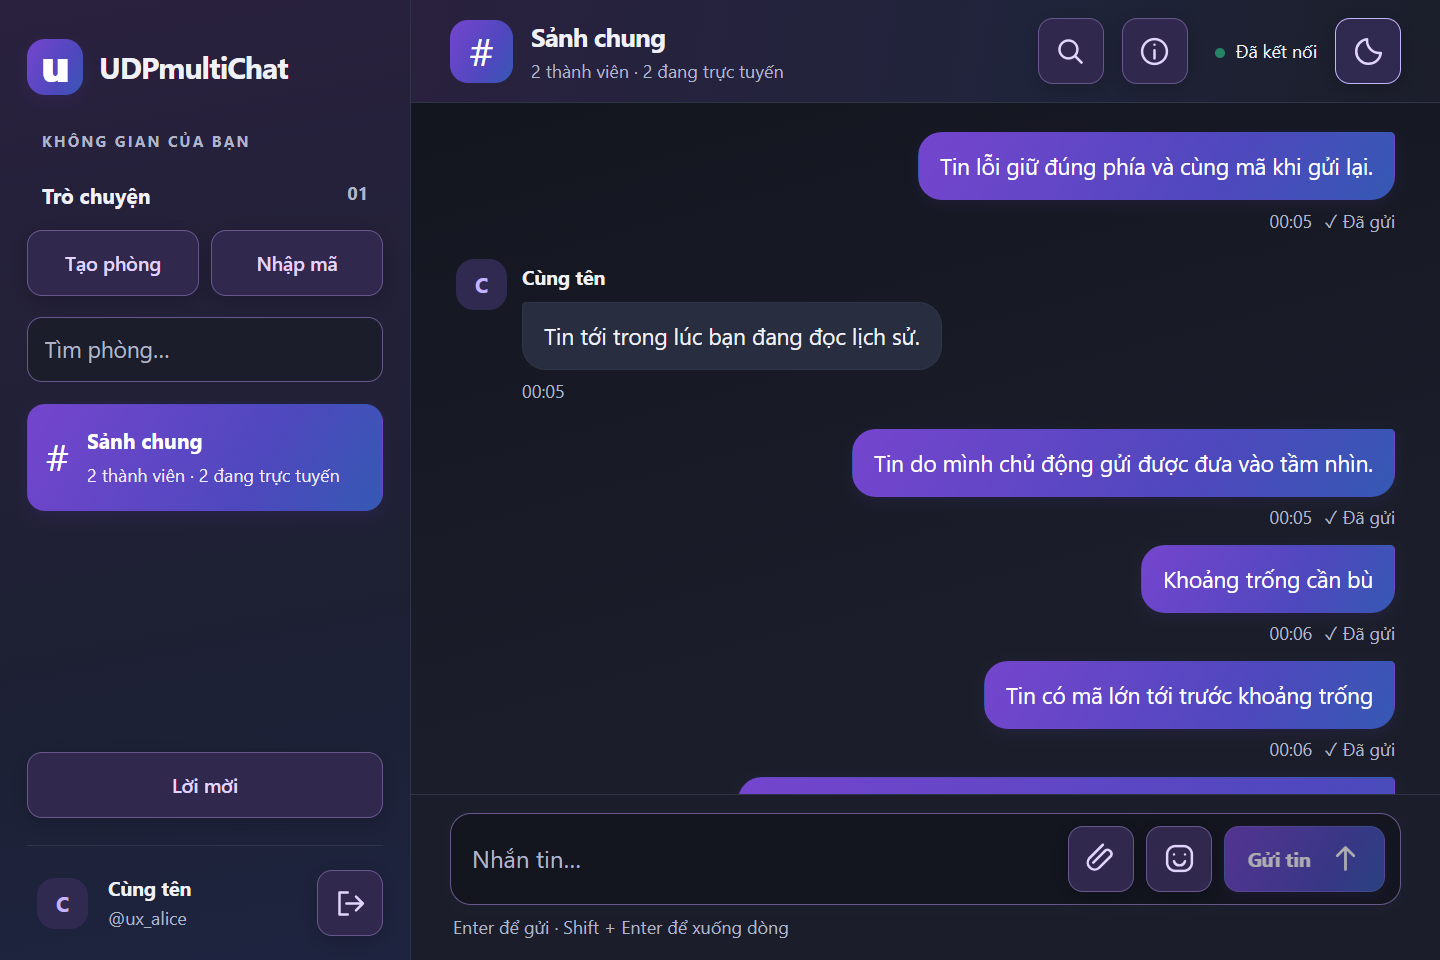 u UDPmultiChat
KHÔNG GIAN CỦA BẠN
Trò chuyện 01
Tạo phòng Nhập mã
Tìm phòng...
# Sảnh chung
2 thành viên · 2 đang trực tuyến
Lời mời
C Cùng tên
@ux_alice
# Sảnh chung
2 thành viên · 2 đang trực tuyến
Đã kết nối
Tin lỗi giữ đúng phía và cùng mã khi gửi lại.
00:05 ✓ Đã gửi
C Cùng tên
Tin tới trong lúc bạn đang đọc lịch sử.
00:05
Tin do mình chủ động gửi được đưa vào tầm nhìn.
00:05 ✓ Đã gửi
Khoảng trống cần bù
00:06 ✓ Đã gửi
Tin có mã lớn tới trước khoảng trống
00:06 ✓ Đã gửi
Nhắn tin...
Gửi tin
Enter để gửi · Shift + Enter để xuống dòng